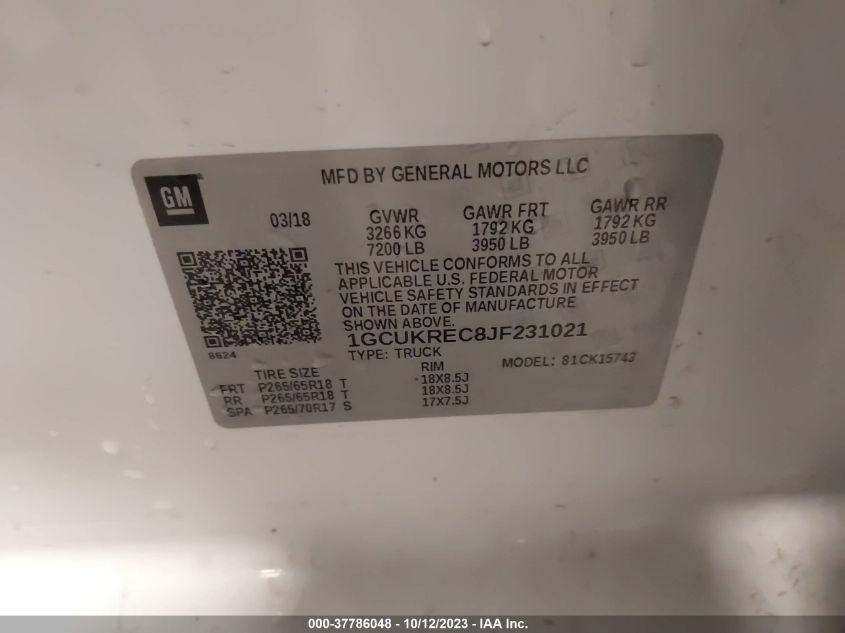 MFD BY GENERAL MOTORS LLC
GM
03/18 GVWR GAWR FRT GAWR RR
3266 KG 1792 KG 1792 KG
7200 LB 3950 LB 3950 LB
THIS VEHICLE CONFORMS TO ALL
APPLICABLE U.S. FEDERAL MOTOR
VEHICLE SAFETY STANDARDS IN EFFECT
ON THE DATE OF MANUFACTURE
SHOWN ABOVE.
1GCUKREC8JF231021
8624
TYPE: TRUCK MODEL: 81CK15743
TIRE SIZE RIM
FRT P265/65R18 T 18X8.5J
RR P265/65R18 T 18X8.5J
SPA P265/70R17 S 17X7.5J
000-37786048 - 10/12/2023 - IAA Inc.